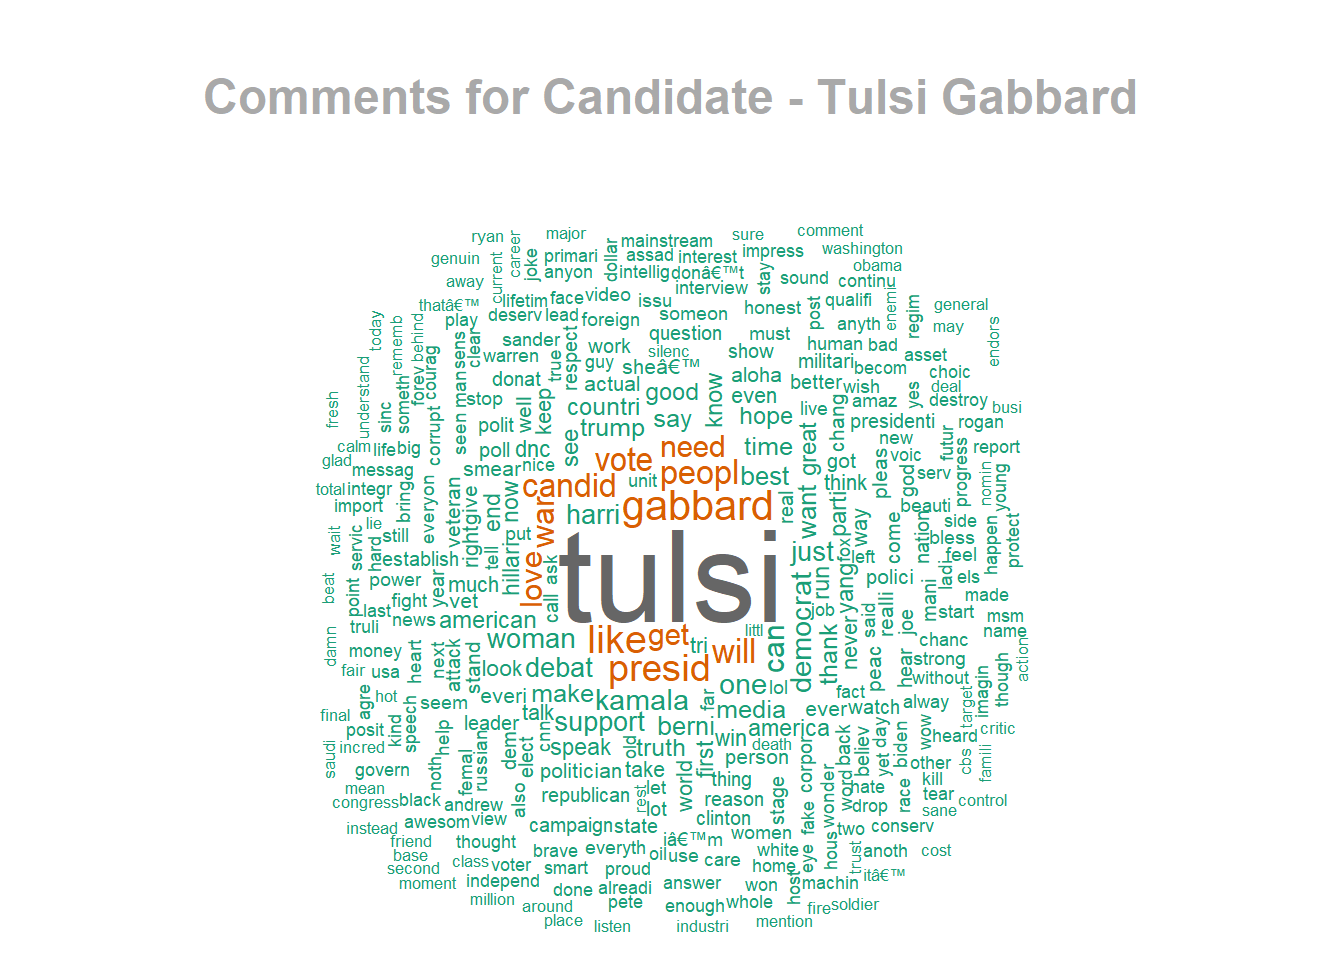 Comments for Candidate - Tulsi Gabbard
ryan
major
mainstream
sure
comment
genuin
career
joke
primari
dollar
assad
interest
impress
washington
away
current
anyon
intellig
donâ€™t
stay
sound
obama
thatâ€™
lifetim
face
video
issu
interview
continu
play
deserv
lead
foreign
someon
honest
post
qualifi
enemi
regim
general
today
rememb
behind
sens
clear
sander
work
question
must
anyth
may
endors
warren
true
respect
guy
silenc
show
human
bad
asset
forev
courag
man
donat
actual
sheâ€™
aloha
militari
becom
choic
fresh
understand
sinc
someth
seen
stop
well
keep
countri
good
know
even
better
wish
amaz
yes
deal
destroy
busi
corrupt
polit
trump
say
hope
live
chang
presidenti
rogan
calm
life
big
poll
dnc
see
vote
need
time
great
new
voic
futur
report
glad
messag
smear
nice
peopl
best
got
pleas
god
serv
progress
nomin
young
total
integr
bring
everyon
veteran
candid
unit
gabbard
real
want
think
parti
beauti
import
right
give
end
now
war
harri
way
come
nation
side
protect
wait
lie
still
servic
hard
put
tell
tulsi
just
fox
left
bless
feel
happen
establish
hillari
love
ask
run
yang
polici
ladi
els
beat
point
power
year
much
call
democrat
job
mani
made
last
fight
vet
said
start
truli
news
american
woman
like
get
tri
littl
will
can
thank
never
realli
joe
msm
name
damn
money
heart
next
attack
stand
debat
presid
peac
hear
chanc
strong
action
fair
usa
look
one
lol
fact
without
though
hot
agre
seem
everi
make
kamala
far
media
ever
watch
alway
target
imagin
final
posit
kind
speech
help
leader
talk
support
berni
america
wow
heard
critic
saudi
incred
dem
cnn
speak
old
truth
win
death
believ
back
yet
day
biden
other
cbs
famili
govern
noth
femal
russian
elect
politician
take
world
first
person
corpor
kill
mean
let
thing
stage
word
hate
tear
congress
black
andrew
also
republican
rest
lot
reason
fake
wonder
drop
race
sane
control
instead
awesom
view
campaign
state
clinton
two
conserv
friend
thought
brave
everyth
iâ€™m
women
hous
base
class
voter
oil
use
care
white
eye
trust
anoth
cost
second
smart
proud
home
moment
independ
done
alreadi
answer
won
host
machin
itâ€™
million
around
pete
enough
whole
fire
soldier
place
listen
industri
mention